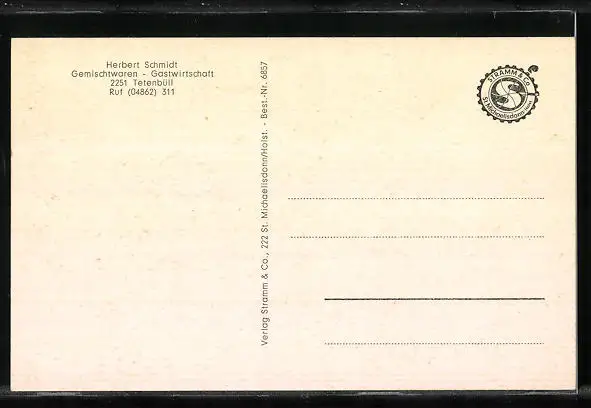 Herbert Schmidt
Gemischtwaren - Gastwirtschaft
2251 Tetenbüll
Ruf (04862) 311
Verlag Stramm & Co., 222 St. Michaelisdonn/Holst. - Best.-Nr. 6857
STRAMM & Co.
St. Michaelisdonn